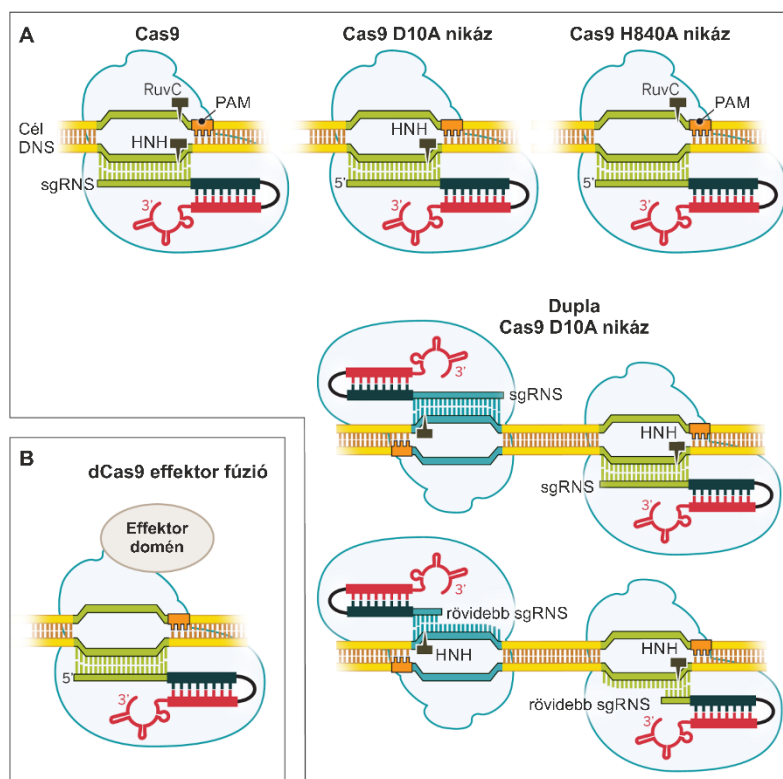 A
Cas9
Cas9 D10A nikáz
Cas9 H840A nikáz
RuvC
PAM
Cél
DNS
HNH
sgRNS
3'
HNH
5'
3'
RuvC
PAM
5'
3'
Dupla
Cas9 D10A nikáz
3'
sgRNS
HNH
sgRNS
3'
B
dCas9 effektor fúzió
Effektor
domén
5'
3'
3'
rövidebb sgRNS
HNH
HNH
rövidebb sgRNS
3'